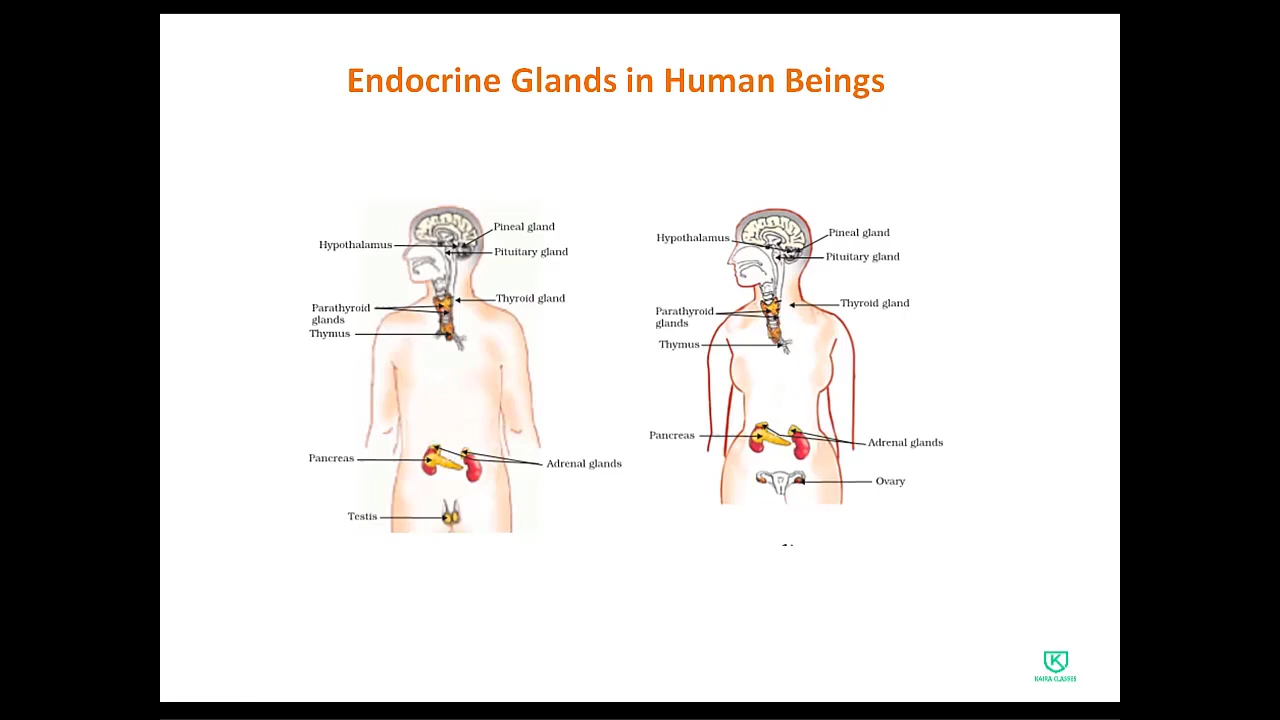 Endocrine Glands in Human Beings
Pineal gland
Hypothalamus
Pituitary gland
Thyroid gland
Parathyroid
glands
Thymus
Pancreas
Adrenal glands
Testis
Pineal gland
Hypothalamus
Pituitary gland
Thyroid gland
Parathyroid
glands
Thymus
Pancreas
Adrenal glands
Ovary
K
KAIRA CLASSES